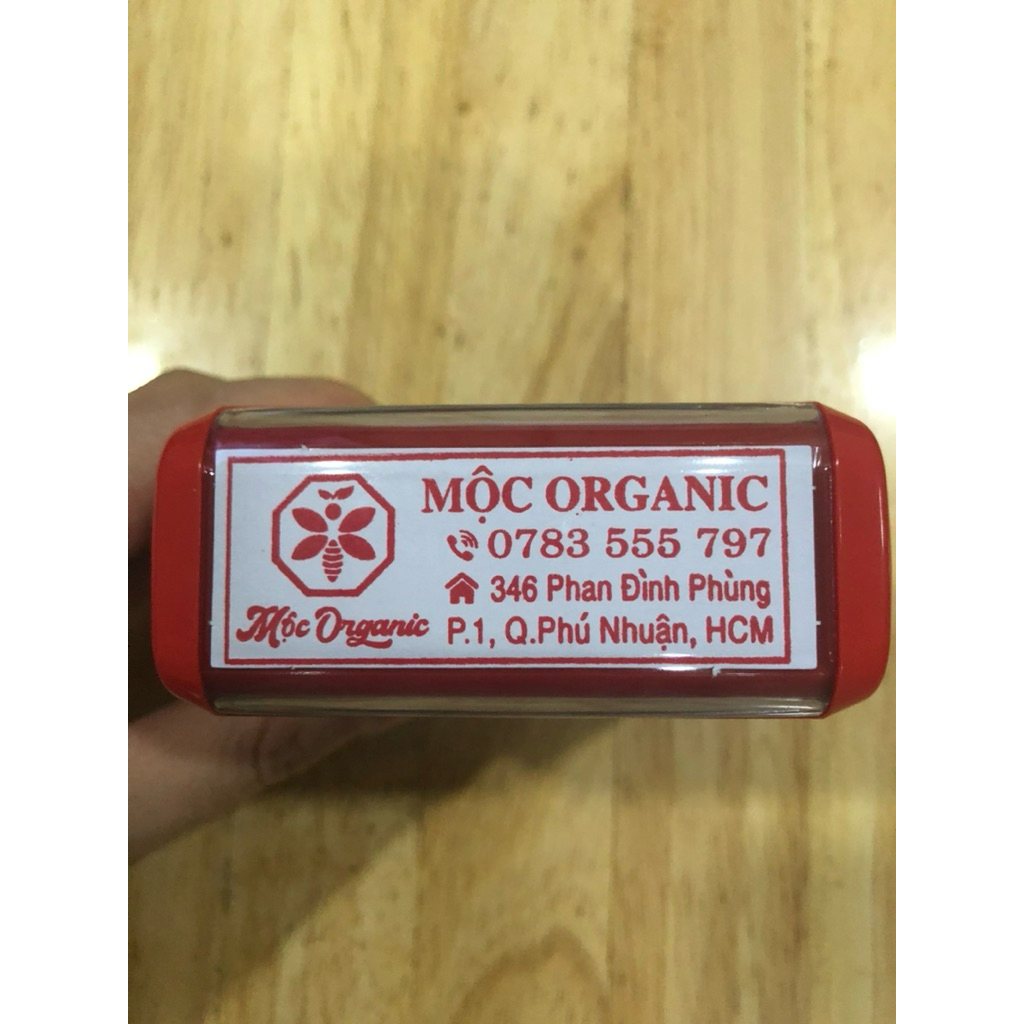 MỘC ORGANIC
0783 555 797
346 Phan Đình Phùng
P.1, Q.Phú Nhuận, HCM
Mộc Organic